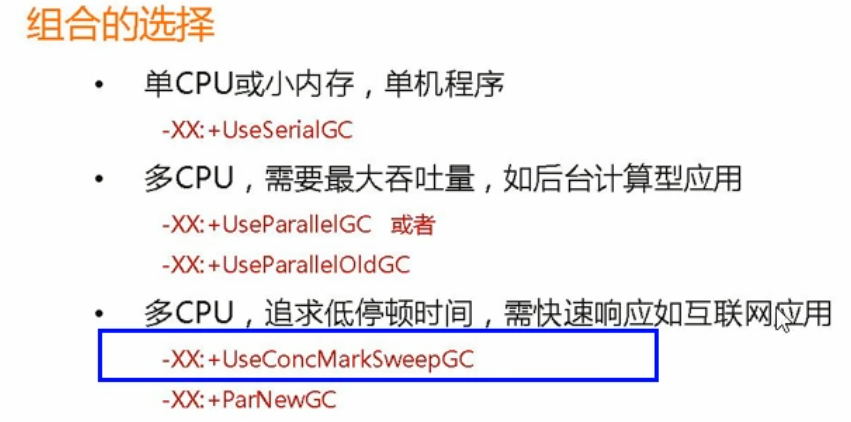 组合的选择
• 单CPU或小内存，单机程序
-XX:+UseSerialGC
• 多CPU，需要最大吞吐量，如后台计算型应用
-XX:+UseParallelGC 或者
-XX:+UseParallelOldGC
• 多CPU，追求低停顿时间，需快速响应如互联网应用
-XX:+UseConcMarkSweepGC
-XX:+ParNewGC